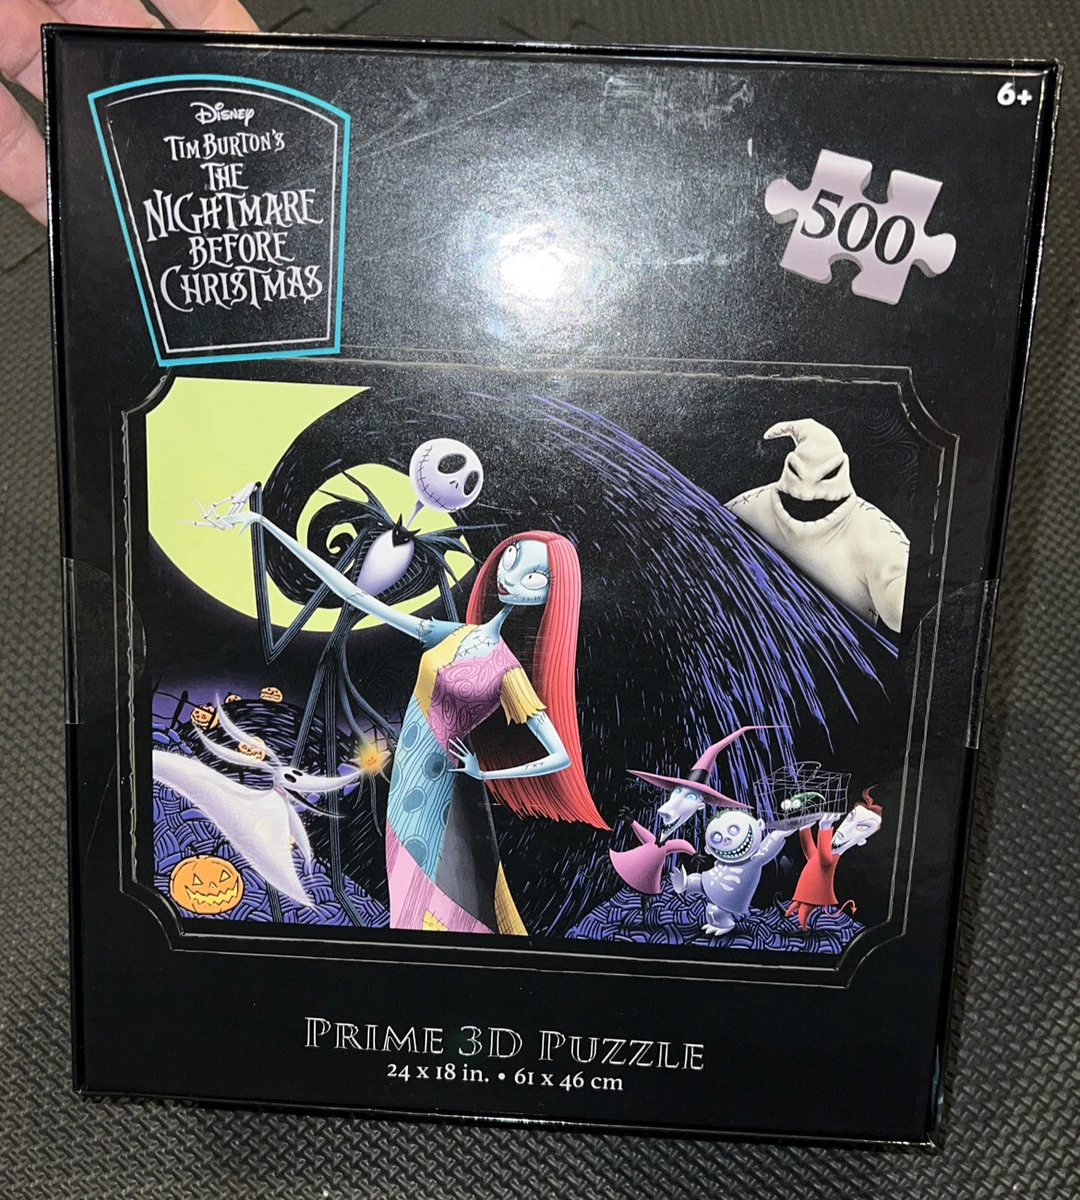 Disney
Tim Burton's
The
Nightmare
Before
Christmas
6+
500
Prime 3D Puzzle
24 x 18 in. • 61 x 46 cm